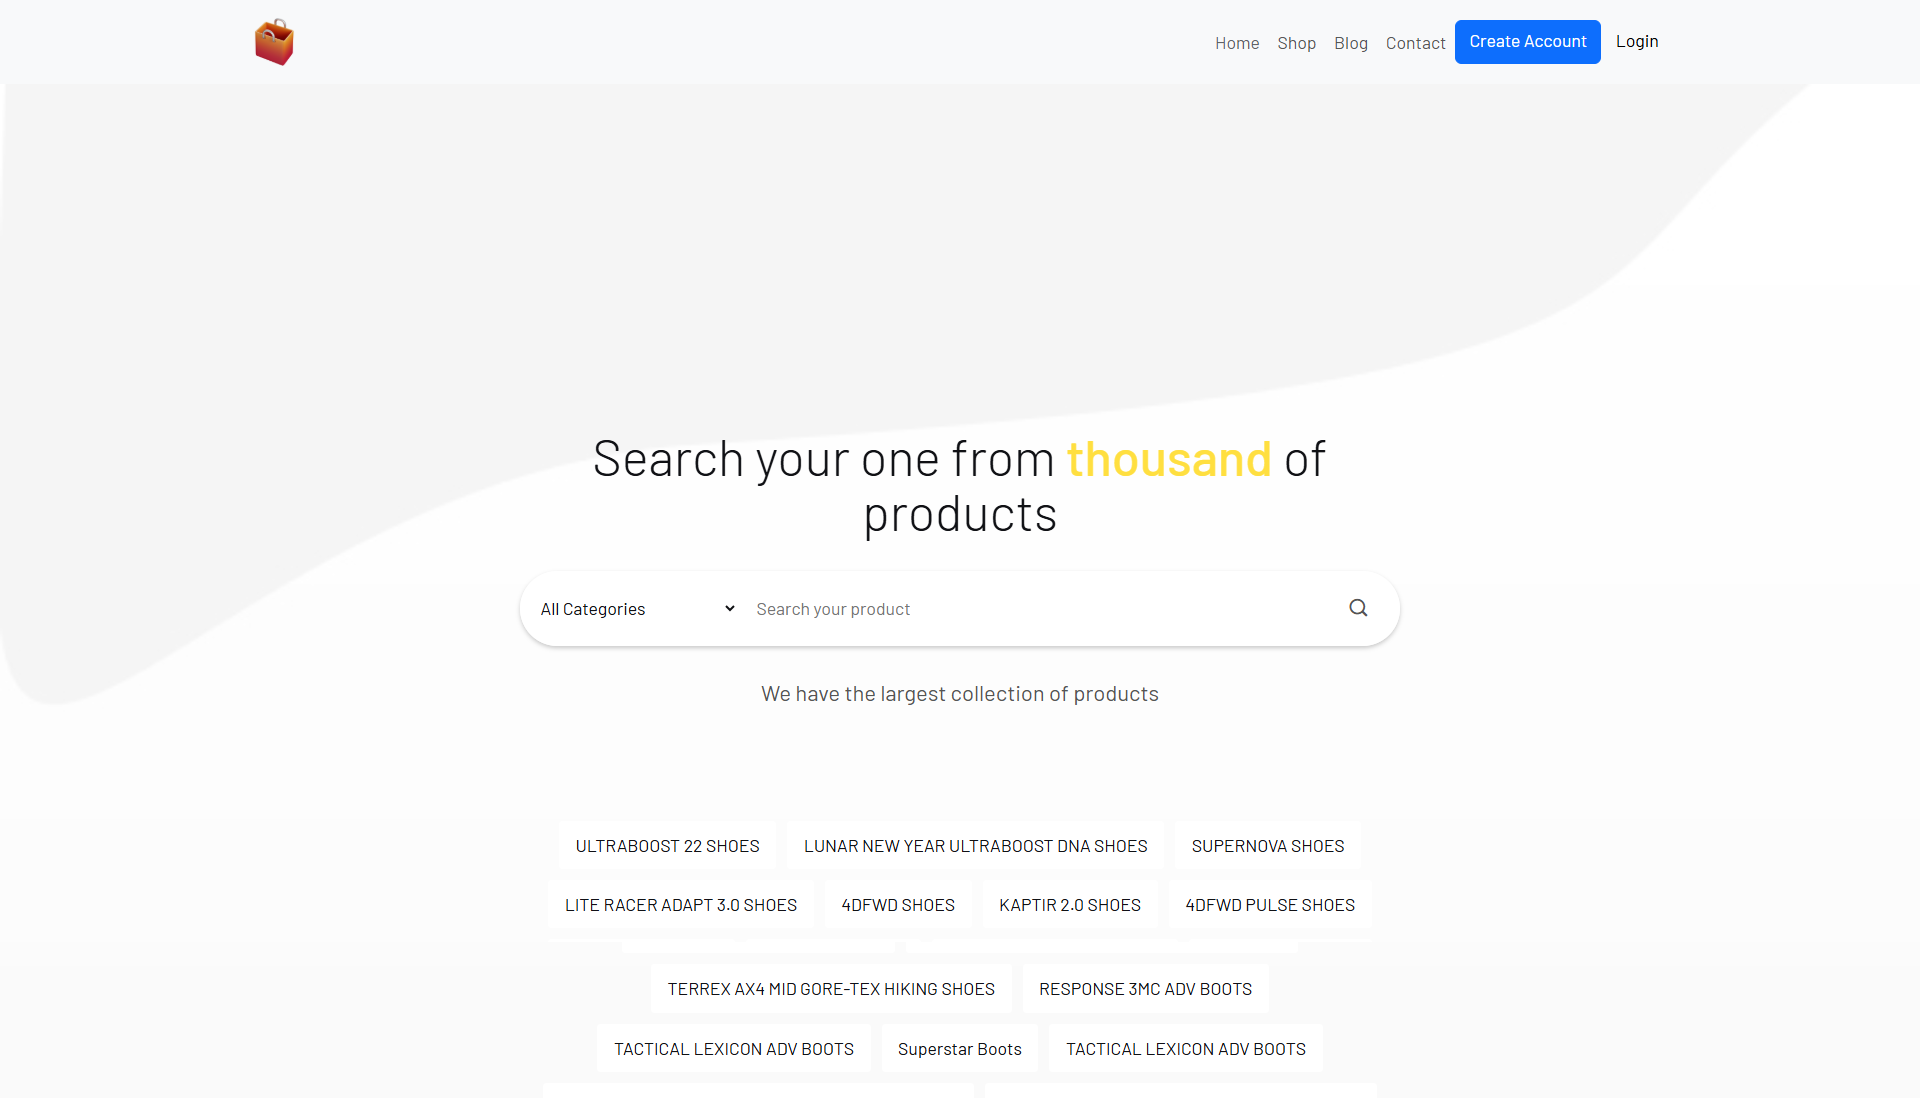 Home Shop Blog Contact Create Account Login
Search your one from thousand of
products
All Categories Search your product
We have the largest collection of products
ULTRABOOST 22 SHOES LUNAR NEW YEAR ULTRABOOST DNA SHOES SUPERNOVA SHOES
LITE RACER ADAPT 3.0 SHOES 4DFWD SHOES KAPTIR 2.0 SHOES 4DFWD PULSE SHOES
TERREX AX4 MID GORE-TEX HIKING SHOES RESPONSE 3MC ADV BOOTS
TACTICAL LEXICON ADV BOOTS Superstar Boots TACTICAL LEXICON ADV BOOTS